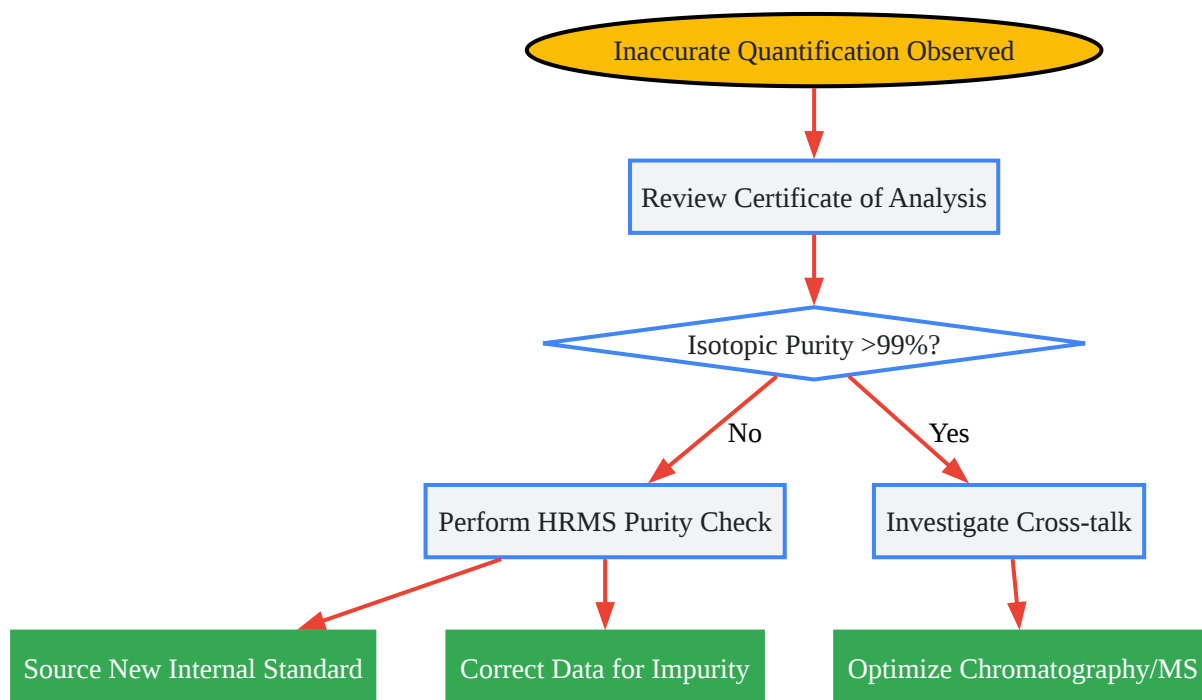 Inaccurate Quantification Observed
Review Certificate of Analysis
Isotopic Purity >99%?
No
Yes
Perform HRMS Purity Check
Investigate Cross-talk
Source New Internal Standard
Correct Data for Impurity
Optimize Chromatography/MS